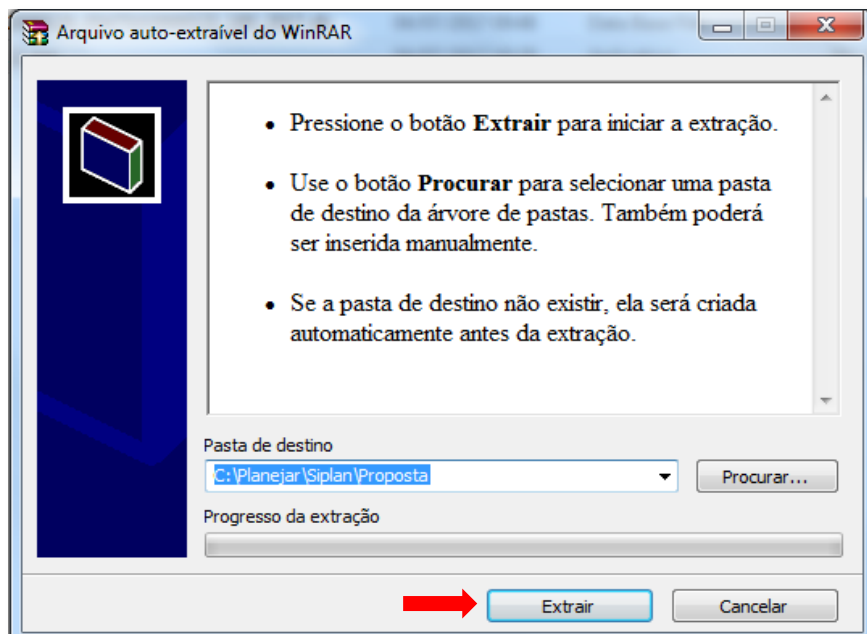 Arquivo auto-extraível do WinRAR
• Pressione o botão Extrair para iniciar a extração.
• Use o botão Procurar para selecionar uma pasta
de destino da árvore de pastas. Também poderá
ser inserida manualmente.
• Se a pasta de destino não existir, ela será criada
automaticamente antes da extração.
Pasta de destino
C:\Planejar\Siplan\Proposta
Procurar...
Progresso da extração
Extrair
Cancelar